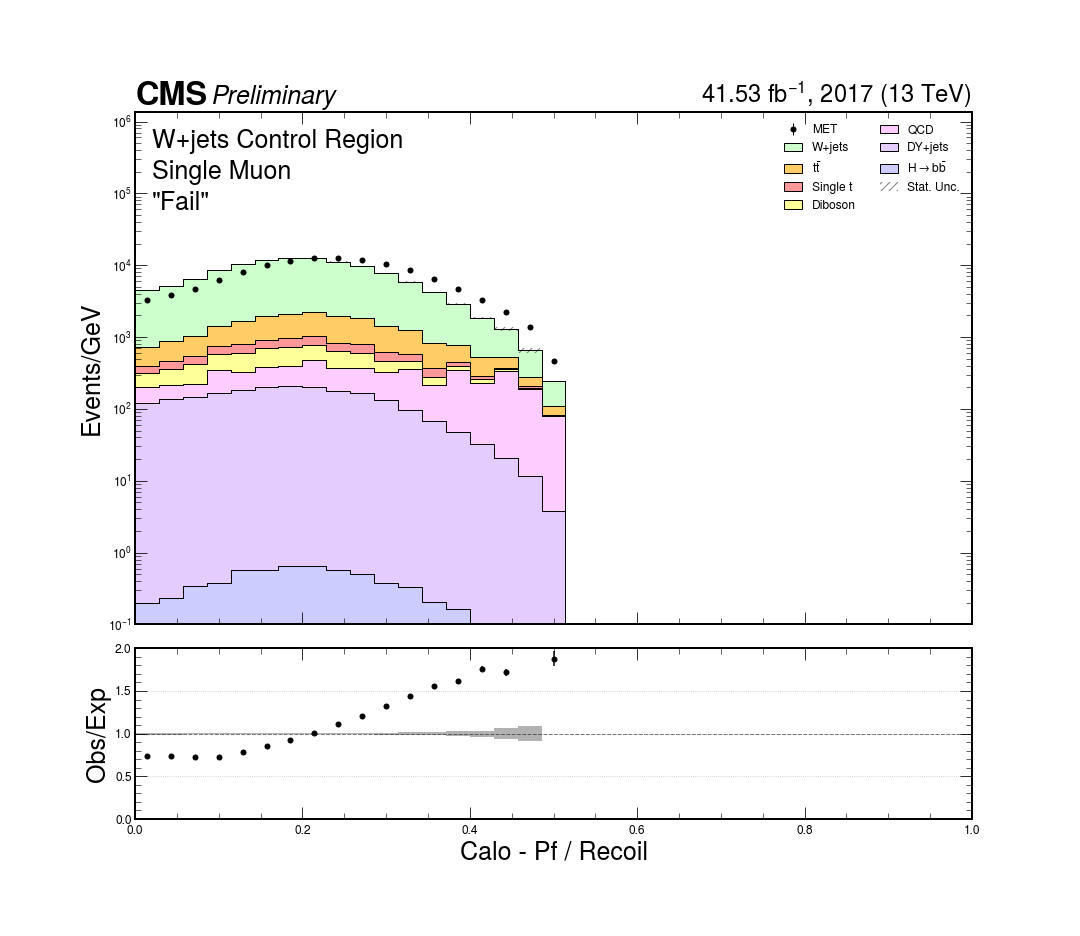 CMS Preliminary
41.53 fb⁻¹, 2017 (13 TeV)
W+jets Control Region
Single Muon
"Fail"
MET
W+jets
tt̄
Single t
Diboson
QCD
DY+jets
H→bb̄
Stat. Unc.
Events/GeV
10⁶
10⁵
10⁴
10³
10²
10¹
10⁰
10⁻¹
Obs/Exp
2.0
1.5
1.0
0.5
0.0
0.0 0.2 0.4 0.6 0.8 1.0
Calo - Pf / Recoil